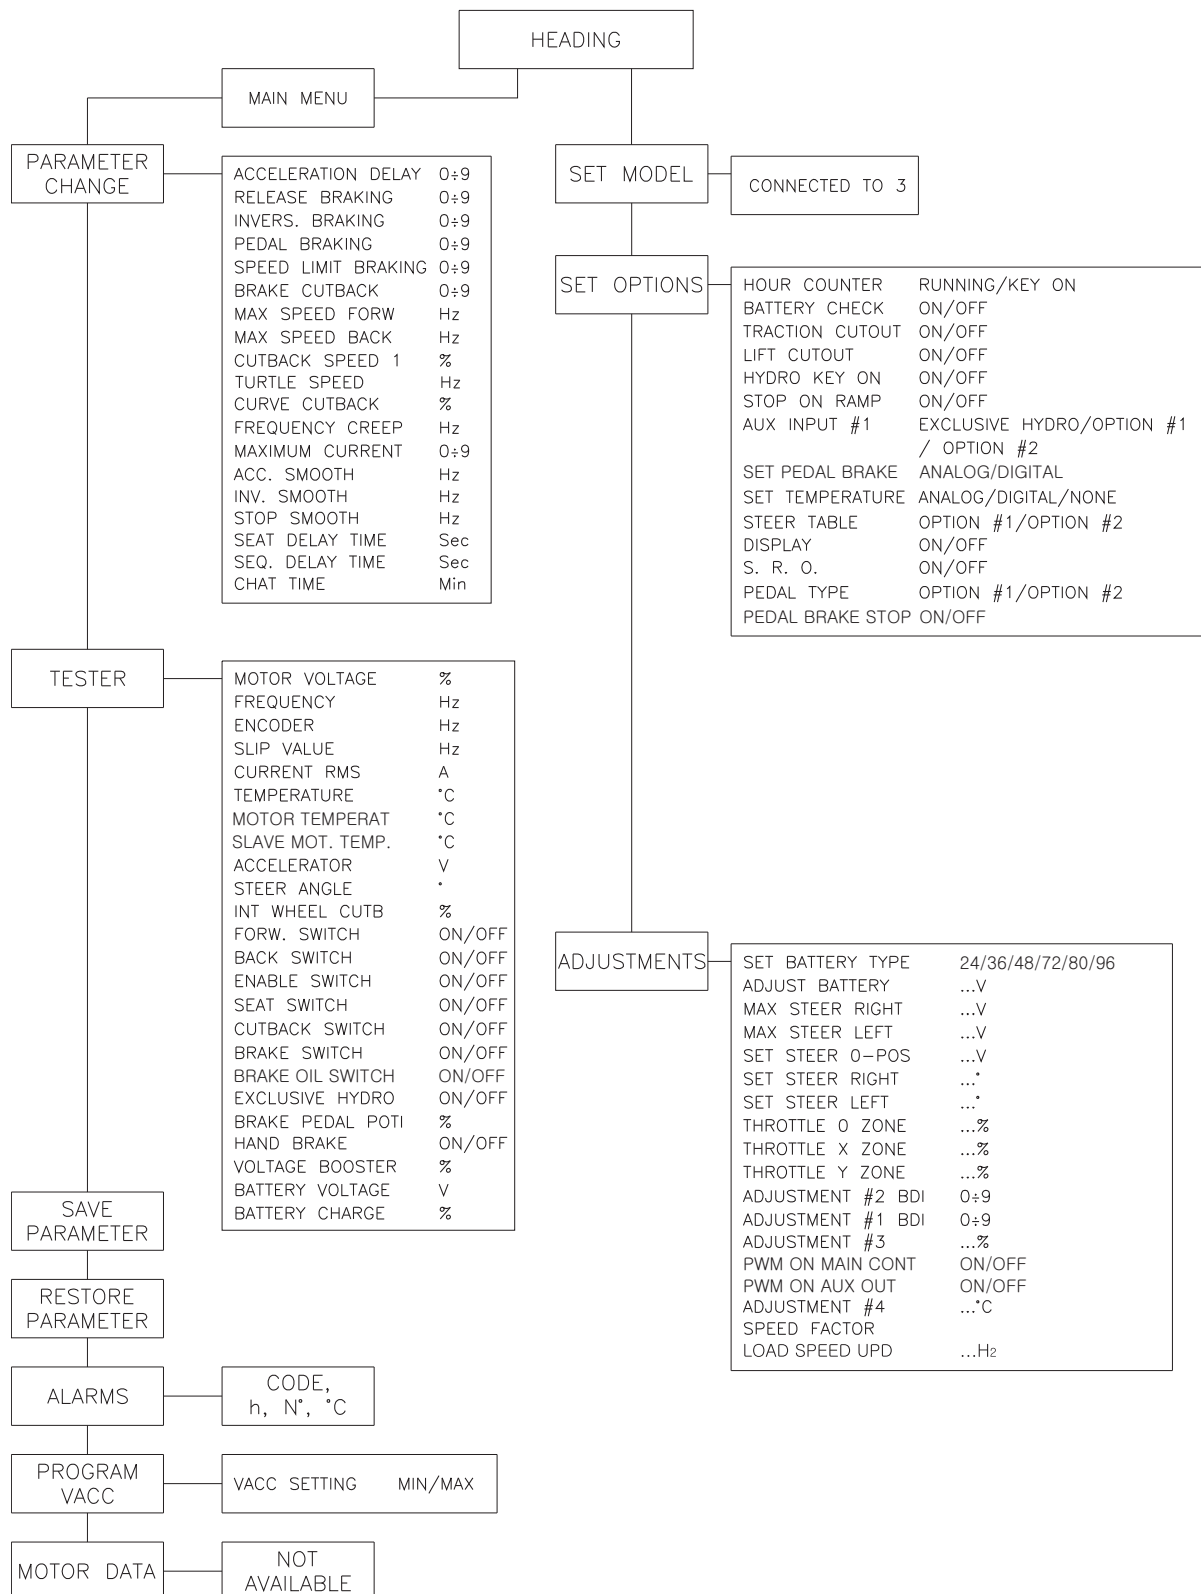 HEADING
MAIN MENU
PARAMETER
CHANGE
ACCELERATION DELAY 0÷9
RELEASE BRAKING 0÷9
INVERS. BRAKING 0÷9
PEDAL BRAKING 0÷9
SPEED LIMIT BRAKING 0÷9
BRAKE CUTBACK 0÷9
MAX SPEED FORW Hz
MAX SPEED BACK Hz
CUTBACK SPEED 1 %
TURTLE SPEED Hz
CURVE CUTBACK %
FREQUENCY CREEP Hz
MAXIMUM CURRENT 0÷9
ACC. SMOOTH Hz
INV. SMOOTH Hz
STOP SMOOTH Hz
SEAT DELAY TIME Sec
SEQ. DELAY TIME Sec
CHAT TIME Min
TESTER
MOTOR VOLTAGE %
FREQUENCY Hz
ENCODER Hz
SLIP VALUE Hz
CURRENT RMS A
TEMPERATURE °C
MOTOR TEMPERAT °C
SLAVE MOT. TEMP. °C
ACCELERATOR V
STEER ANGLE °
INT WHEEL CUTB %
FORW. SWITCH ON/OFF
BACK SWITCH ON/OFF
ENABLE SWITCH ON/OFF
SEAT SWITCH ON/OFF
CUTBACK SWITCH ON/OFF
BRAKE SWITCH ON/OFF
BRAKE OIL SWITCH ON/OFF
EXCLUSIVE HYDRO ON/OFF
BRAKE PEDAL POTI %
HAND BRAKE ON/OFF
VOLTAGE BOOSTER %
BATTERY VOLTAGE V
BATTERY CHARGE %
SAVE
PARAMETER
RESTORE
PARAMETER
ALARMS
CODE,
h, N°, °C
PROGRAM
VACC
VACC SETTING MIN/MAX
MOTOR DATA
NOT
AVAILABLE
SET MODEL
CONNECTED TO 3
SET OPTIONS
HOUR COUNTER RUNNING/KEY ON
BATTERY CHECK ON/OFF
TRACTION CUTOUT ON/OFF
LIFT CUTOUT ON/OFF
HYDRO KEY ON ON/OFF
STOP ON RAMP ON/OFF
AUX INPUT #1 EXCLUSIVE HYDRO/OPTION #1
/ OPTION #2
SET PEDAL BRAKE ANALOG/DIGITAL
SET TEMPERATURE ANALOG/DIGITAL/NONE
STEER TABLE OPTION #1/OPTION #2
DISPLAY ON/OFF
S. R. O. ON/OFF
PEDAL TYPE OPTION #1/OPTION #2
PEDAL BRAKE STOP ON/OFF
ADJUSTMENTS
SET BATTERY TYPE 24/36/48/72/80/96
ADJUST BATTERY ...V
MAX STEER RIGHT ...V
MAX STEER LEFT ...V
SET STEER 0-POS ...V
SET STEER RIGHT ...°
SET STEER LEFT ...°
THROTTLE 0 ZONE ...%
THROTTLE X ZONE ...%
THROTTLE Y ZONE ...%
ADJUSTMENT #2 BDI 0÷9
ADJUSTMENT #1 BDI 0÷9
ADJUSTMENT #3 ...%
PWM ON MAIN CONT ON/OFF
PWM ON AUX OUT ON/OFF
ADJUSTMENT #4 ...°C
SPEED FACTOR
LOAD SPEED UPD ...H2